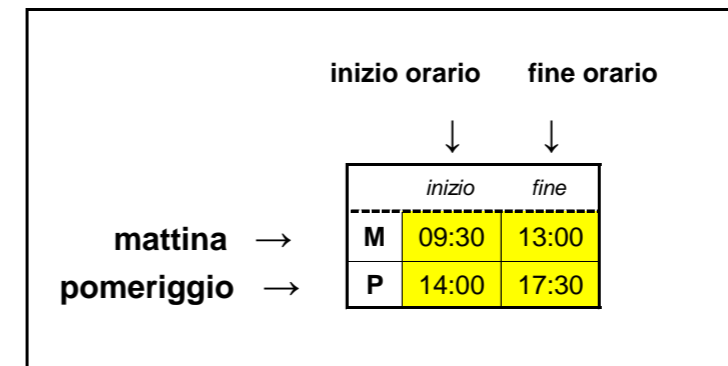 inizio orario fine orario
↓ ↓
inizio fine
mattina → M 09:30 13:00
pomeriggio → P 14:00 17:30